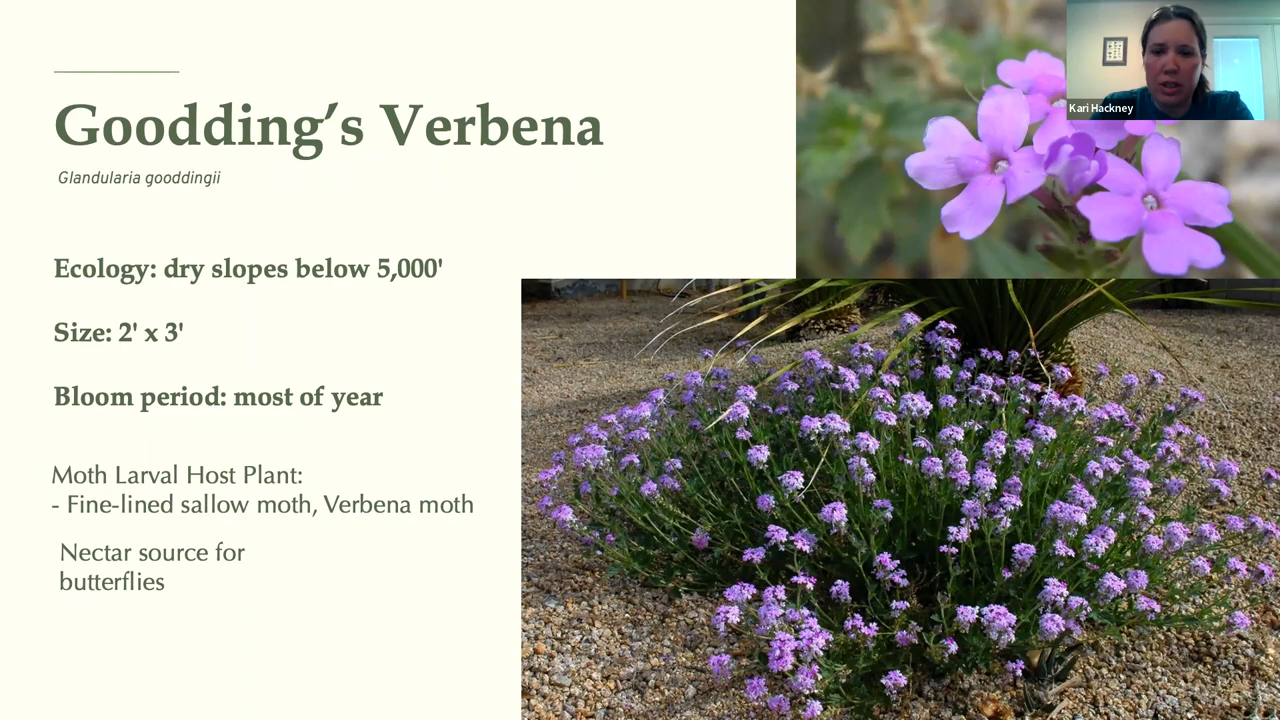 Goodding’s Verbena
Glandularia gooddingii
Ecology: dry slopes below 5,000'
Size: 2' x 3'
Bloom period: most of year
Moth Larval Host Plant:
- Fine-lined sallow moth, Verbena moth
Nectar source for
butterflies
Kari Hackney